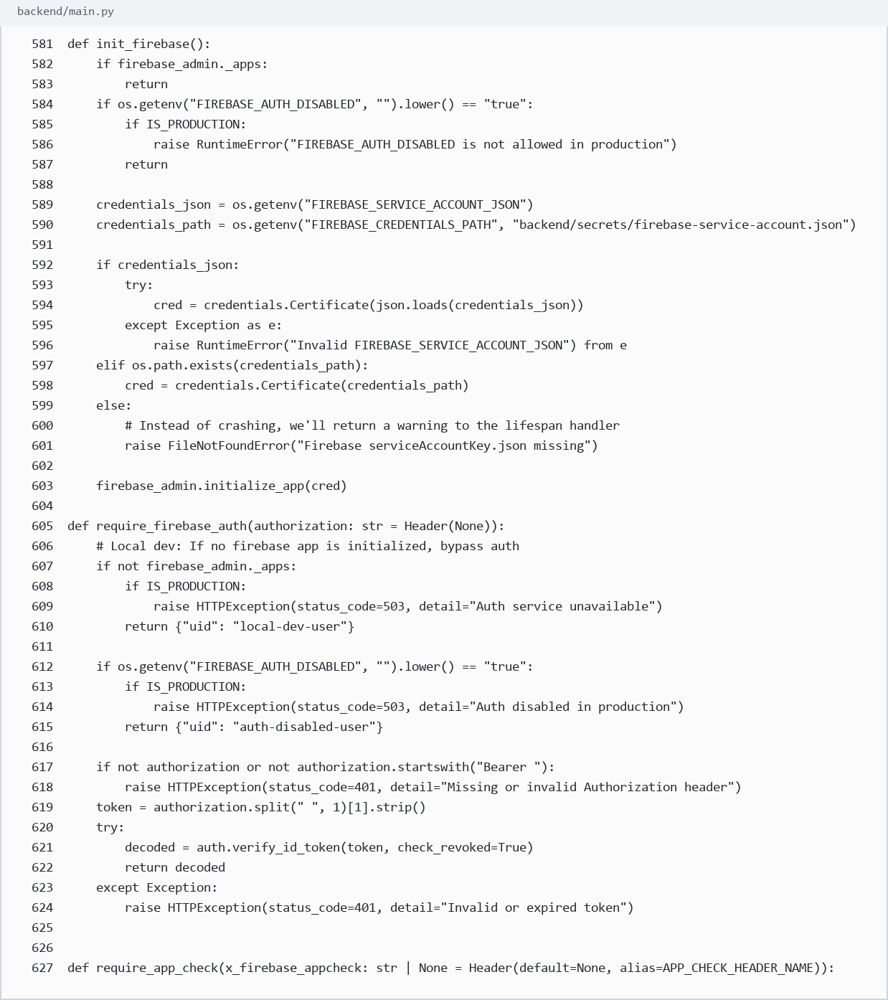 backend/main.py
581 def init_firebase():
582     if firebase_admin._apps:
583         return
584     if os.getenv("FIREBASE_AUTH_DISABLED", "").lower() == "true":
585         if IS_PRODUCTION:
586             raise RuntimeError("FIREBASE_AUTH_DISABLED is not allowed in production")
587         return
588
589     credentials_json = os.getenv("FIREBASE_SERVICE_ACCOUNT_JSON")
590     credentials_path = os.getenv("FIREBASE_CREDENTIALS_PATH", "backend/secrets/firebase-service-account.json")
591
592     if credentials_json:
593         try:
594             cred = credentials.Certificate(json.loads(credentials_json))
595         except Exception as e:
596             raise RuntimeError("Invalid FIREBASE_SERVICE_ACCOUNT_JSON") from e
597     elif os.path.exists(credentials_path):
598         cred = credentials.Certificate(credentials_path)
599     else:
600         # Instead of crashing, we'll return a warning to the lifespan handler
601         raise FileNotFoundError("Firebase serviceAccountKey.json missing")
602
603     firebase_admin.initialize_app(cred)
604
605 def require_firebase_auth(authorization: str = Header(None)):
606     # Local dev: If no firebase app is initialized, bypass auth
607     if not firebase_admin._apps:
608         if IS_PRODUCTION:
609             raise HTTPException(status_code=503, detail="Auth service unavailable")
610         return {"uid": "local-dev-user"}
611
612     if os.getenv("FIREBASE_AUTH_DISABLED", "").lower() == "true":
613         if IS_PRODUCTION:
614             raise HTTPException(status_code=503, detail="Auth disabled in production")
615         return {"uid": "auth-disabled-user"}
616
617     if not authorization or not authorization.startswith("Bearer "):
618         raise HTTPException(status_code=401, detail="Missing or invalid Authorization header")
619     token = authorization.split(" ", 1)[1].strip()
620     try:
621         decoded = auth.verify_id_token(token, check_revoked=True)
622         return decoded
623     except Exception:
624         raise HTTPException(status_code=401, detail="Invalid or expired token")
625
626
627 def require_app_check(x_firebase_appcheck: str | None = Header(default=None, alias=APP_CHECK_HEADER_NAME)):